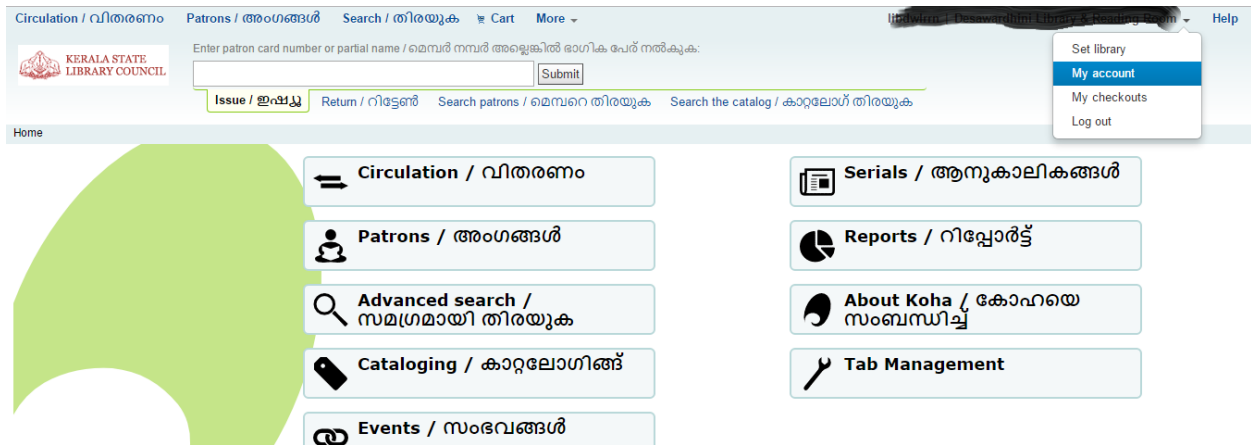 Circulation / വിതരണം Patrons / അംഗങ്ങൾ Search / തിരയുക Cart More Help
Set library
My account
My checkouts
Log out
KERALA STATE
LIBRARY COUNCIL
Enter patron card number or partial name / മെമ്പർ നമ്പർ അല്ലെങ്കിൽ ഭാഗിക പേര് നൽകുക:
Submit
Issue / ഇഷ്യൂ Return / റിട്ടേൺ Search patrons / മെമ്പറെ തിരയുക Search the catalog / കാറ്റലോഗ് തിരയുക
Home
Circulation / വിതരണം
Serials / ആനുകാലികങ്ങൾ
Patrons / അംഗങ്ങൾ
Reports / റിപ്പോർട്ട്
Advanced search /
സമഗ്രമായി തിരയുക
About Koha / കോഹയെ
സംബന്ധിച്ച്
Cataloging / കാറ്റലോഗിങ്ങ്
Tab Management
Events / സംഭവങ്ങൾ